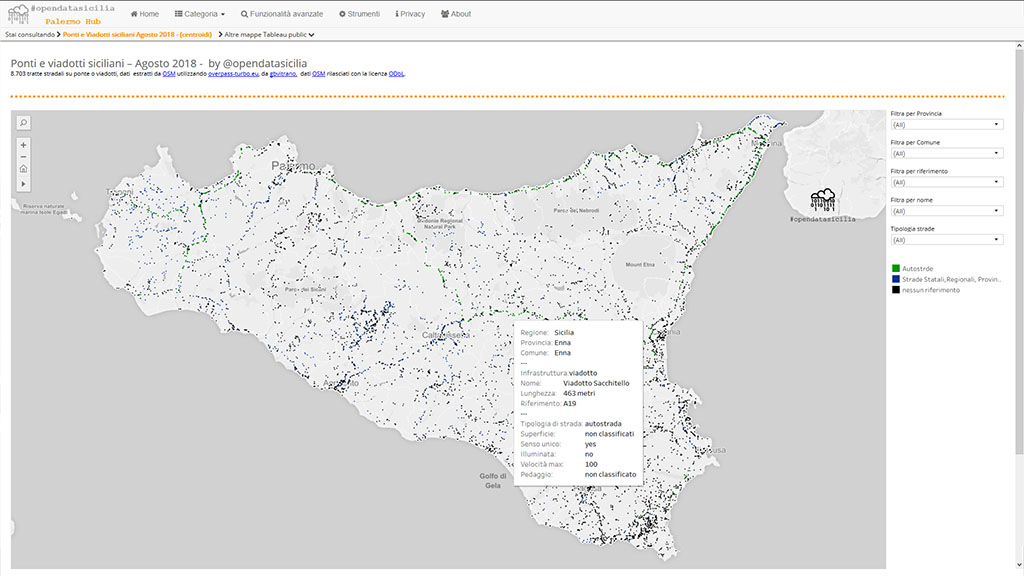 #opendatasicilia
Palermo Hub
Home
Categoria
Funzionalità avanzate
Strumenti
Privacy
About
Stai consultando
Ponti e Viadotti siciliani Agosto 2018 - (centroidi)
Altre mappe Tableau public
Ponti e viadotti siciliani – Agosto 2018 - by @opendatasicilia
8.703 tratte stradali su ponte o viadotti, dati estratti da OSM utilizzando overpass-turbo.eu, da gbvitrano, dati OSM rilasciati con la licenza ODbL.
Filtra per Provincia
(All)
Filtra per Comune
(All)
Filtra per riferimento
(All)
Filtra per nome
(All)
Tipologia strade
(All)
Autostrde
Strade Statali,Regionali, Provin..
nessun riferimento
#opendatasicilia
Palermo
Trapani
Riserva naturale
marina Isole Egadi
Parco dei Nebrodi
Madonie Regional
Natural Park
Mount Etna
Parco dei Sicani
Caltanissetta
Golfo di
Gela
Regione: Sicilia
Provincia: Enna
Comune: Enna
---
Infrastruttura: viadotto
Nome: Viadotto Sacchitello
Lunghezza: 463 metri
Riferimento: A19
---
Tipologia di strada: autostrada
Superficie: non classificati
Senso unico: yes
Illuminata: no
Velocità max: 100
Pedaggio: non classificato